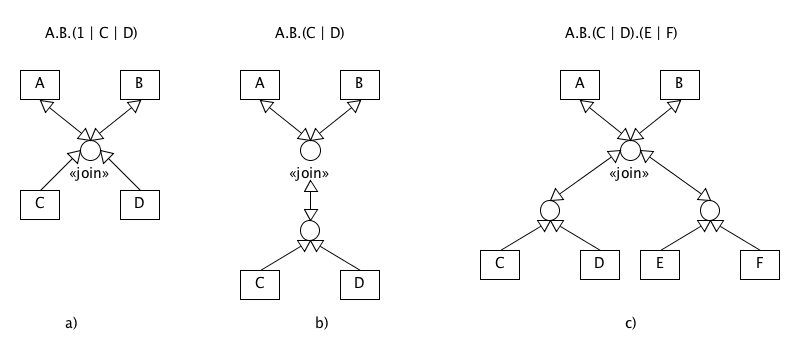 A.B.(1 | C | D)
A.B.(C | D)
A.B.(C | D).(E | F)
A B
A B
A B
«join»
«join»
«join»
C D
C D
C D E F
a)
b)
c)